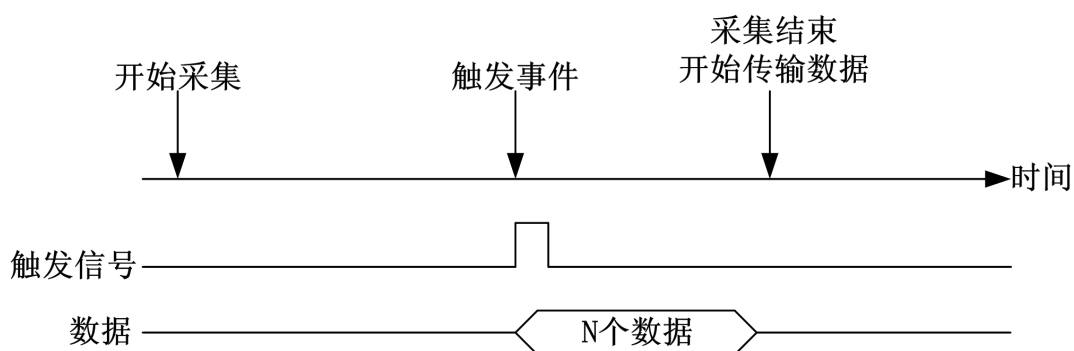 采集结束
开始采集
触发事件
开始传输数据
时间
触发信号
数据
N个数据